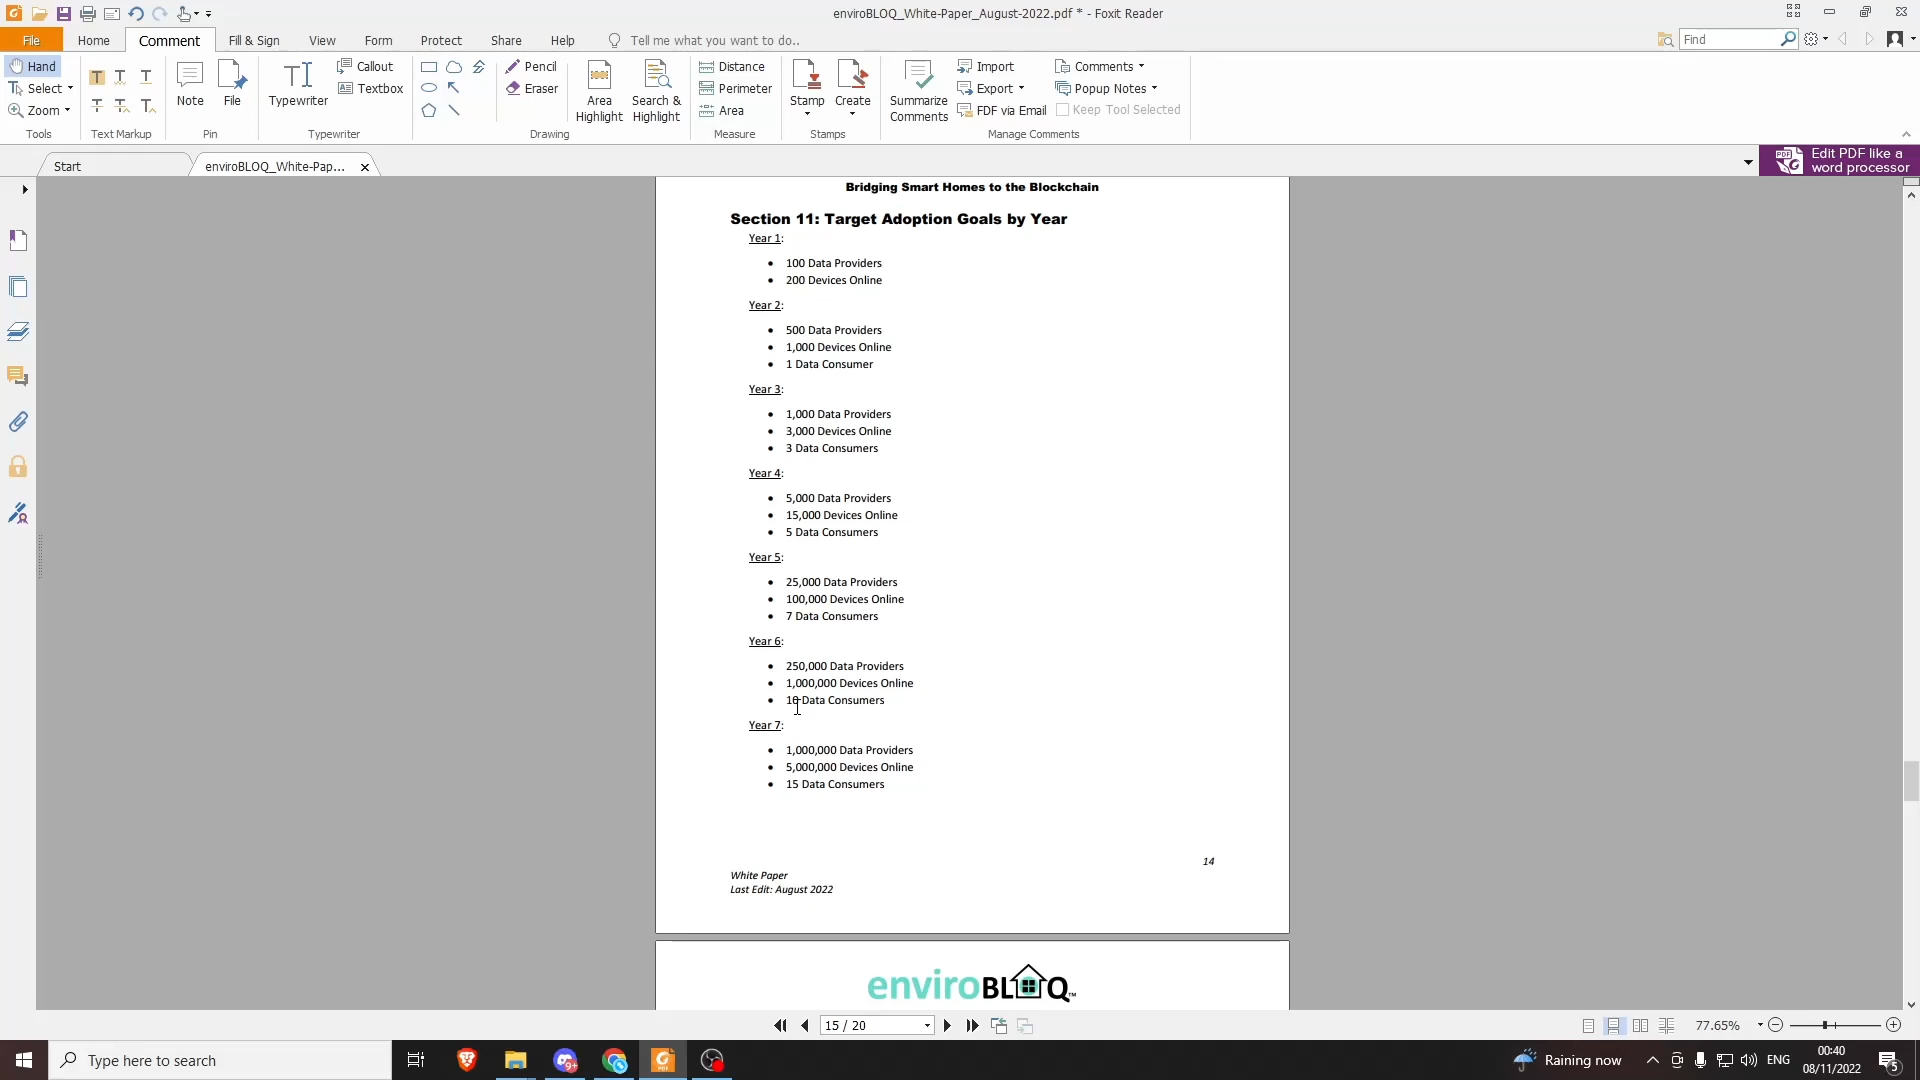 enviroBLOQ_White-Paper_August-2022.pdf * - Foxit Reader
File Home Comment Fill & Sign View Form Protect Share Help Tell me what you want to do.. Find
Hand
Select
Zoom
Tools
Text Markup
Note
File
Pin
Typewriter
Callout
Textbox
Typewriter
Pencil
Eraser
Area Highlight
Search & Highlight
Drawing
Distance
Perimeter
Area
Measure
Stamp
Create
Stamps
Summarize Comments
Import
Export
FDF via Email
Comments
Popup Notes
Keep Tool Selected
Manage Comments
Start
enviroBLOQ_White-Pap...
Edit PDF like a
word processor
Bridging Smart Homes to the Blockchain
Section 11: Target Adoption Goals by Year
Year 1:
• 100 Data Providers
• 200 Devices Online
Year 2:
• 500 Data Providers
• 1,000 Devices Online
• 1 Data Consumer
Year 3:
• 1,000 Data Providers
• 3,000 Devices Online
• 3 Data Consumers
Year 4:
• 5,000 Data Providers
• 15,000 Devices Online
• 5 Data Consumers
Year 5:
• 25,000 Data Providers
• 100,000 Devices Online
• 7 Data Consumers
Year 6:
• 250,000 Data Providers
• 1,000,000 Devices Online
• 10 Data Consumers
Year 7:
• 1,000,000 Data Providers
• 5,000,000 Devices Online
• 15 Data Consumers
14
White Paper
Last Edit: August 2022
enviroBLOQ™
15 / 20
77.65%
Type here to search
9+
Raining now
ENG
00:40
08/11/2022
5